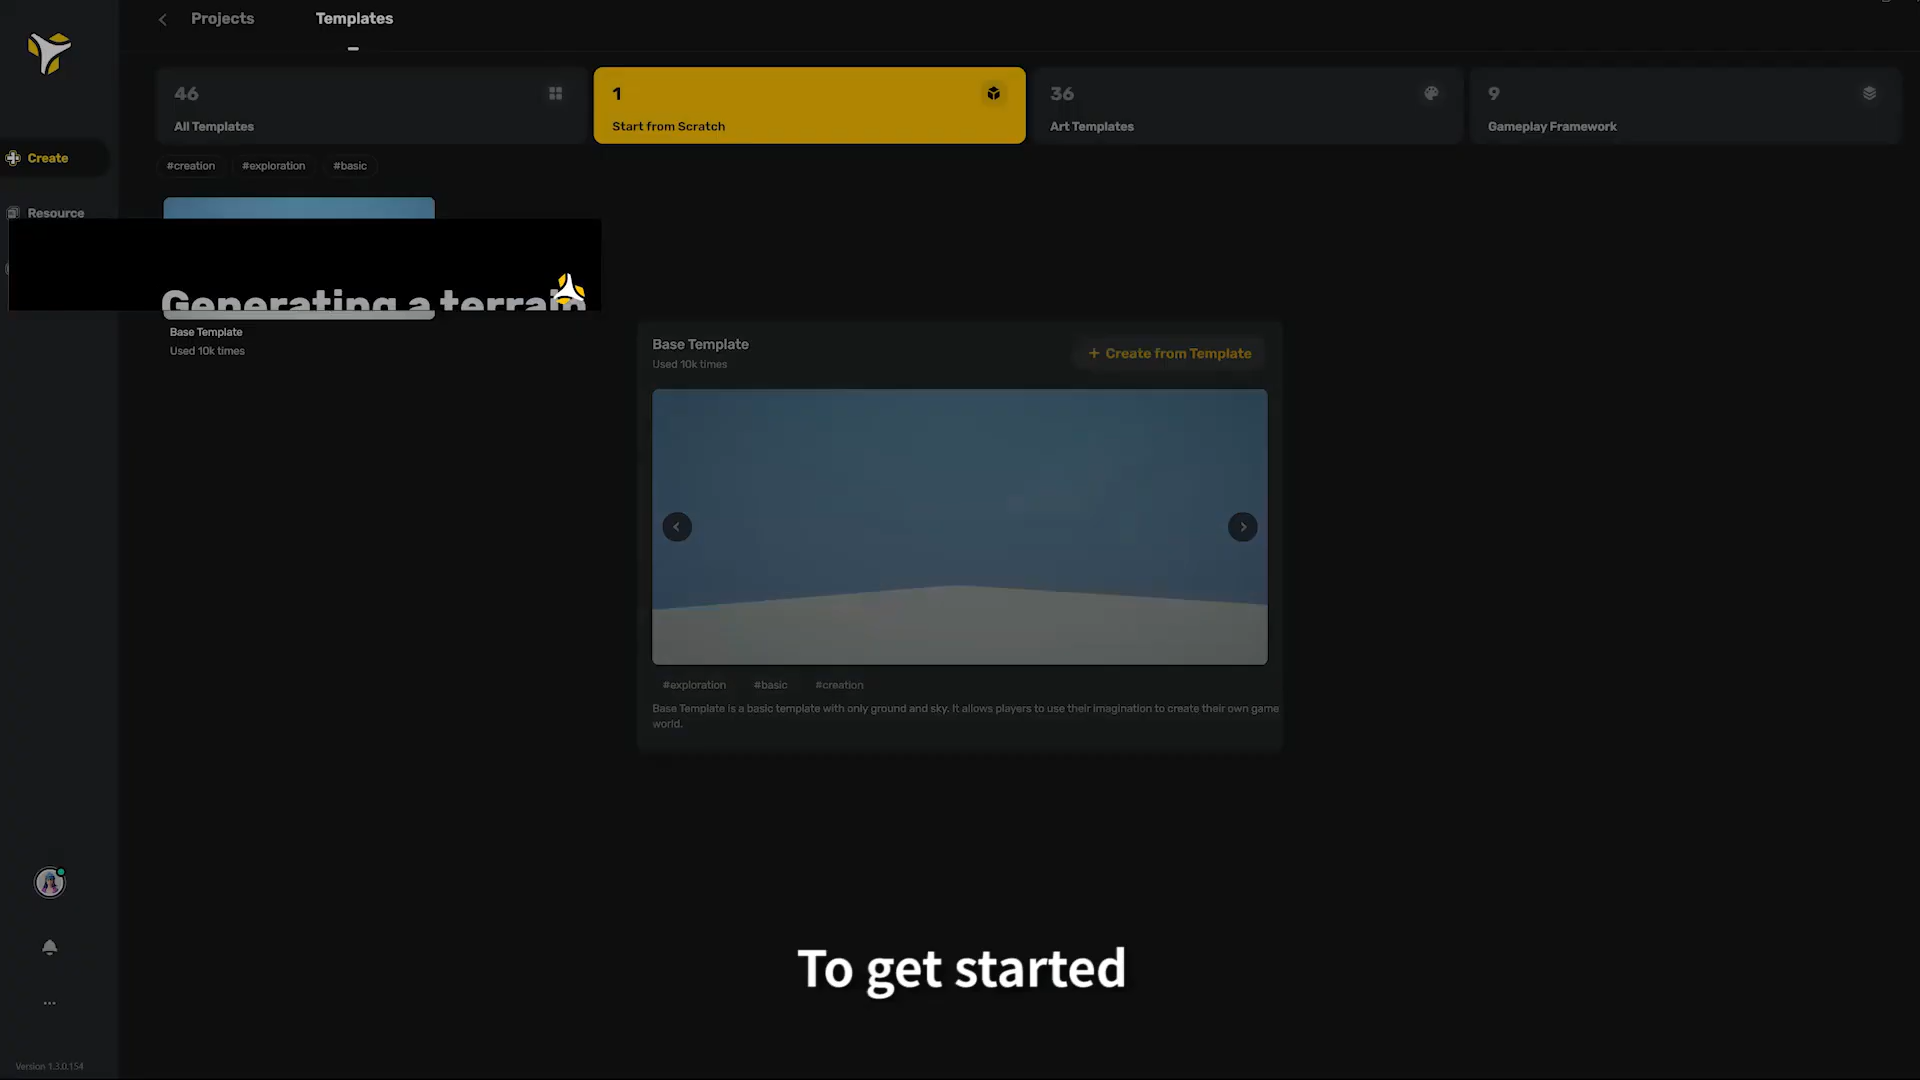 Projects
Templates
46
All Templates
1
Start from Scratch
36
Art Templates
9
Gameplay Framework
Create
#creation
#exploration
#basic
Resource
Generating a terrain
Base Template
Used 10k times
Base Template
Used 10k times
+ Create from Template
#exploration
#basic
#creation
Base Template is a basic template with only ground and sky. It allows players to use their imagination to create their own game
world.
To get started
Version 1.3.0.154